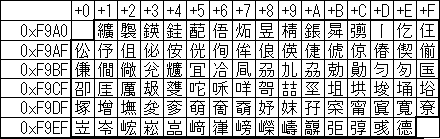 +0 +1 +2 +3 +4 +5 +6 +7 +8 +9 +A +B +C +D +E +F
0xF9A0 纊 褜 鍈 銈 蓜 俉 炻 昱 棈 鋹 曻 彅 丨 仡 仼
0xF9AF 伀 伃 伹 佖 侒 侊 侚 侔 俍 偀 倢 俿 倞 偆 偰 偂
0xF9BF 傔 僴 僘 兊 兤 冝 冾 凬 刕 劜 劦 勀 勛 匀 匇 匤
0xF9CF 卲 厓 厲 叝 﨎 咜 咊 咩 哿 喆 坙 坥 垬 埈 埇 﨏
0xF9DF 塚 增 墲 夋 奓 奛 奝 奣 妤 妺 孖 寀 甯 寘 寬 尞
0xF9EF 岦 岺 峵 崧 嵓 﨑 嵂 嵭 嶸 嶹 巐 弡 弴 彧 德